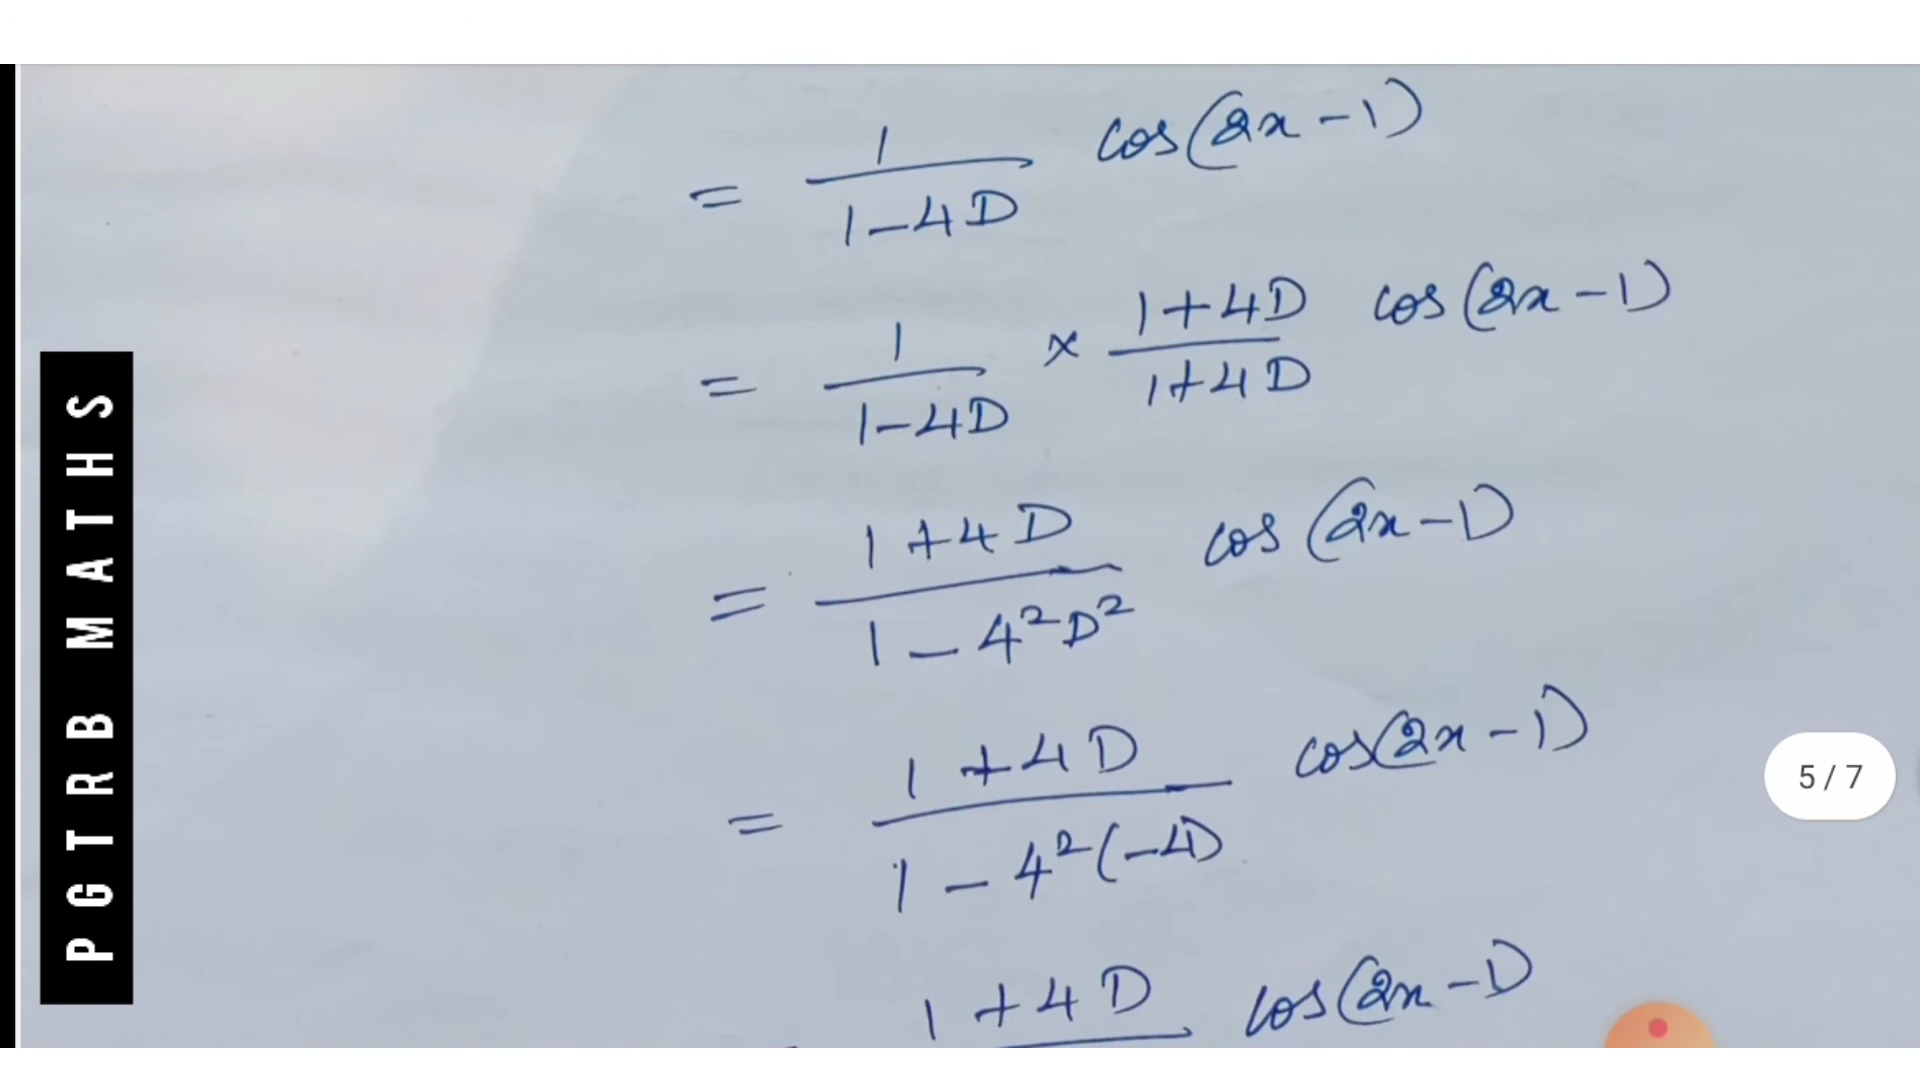 PGTRB MATHS
= 1/(1-4D) cos(2x-1)
= 1/(1-4D) × (1+4D)/(1+4D) cos(2x-1)
= (1+4D)/(1-4²D²) cos(2x-1)
= (1+4D)/(1-4²(-4)) cos(2x-1)
5/7
1+4D cos(2x-1)